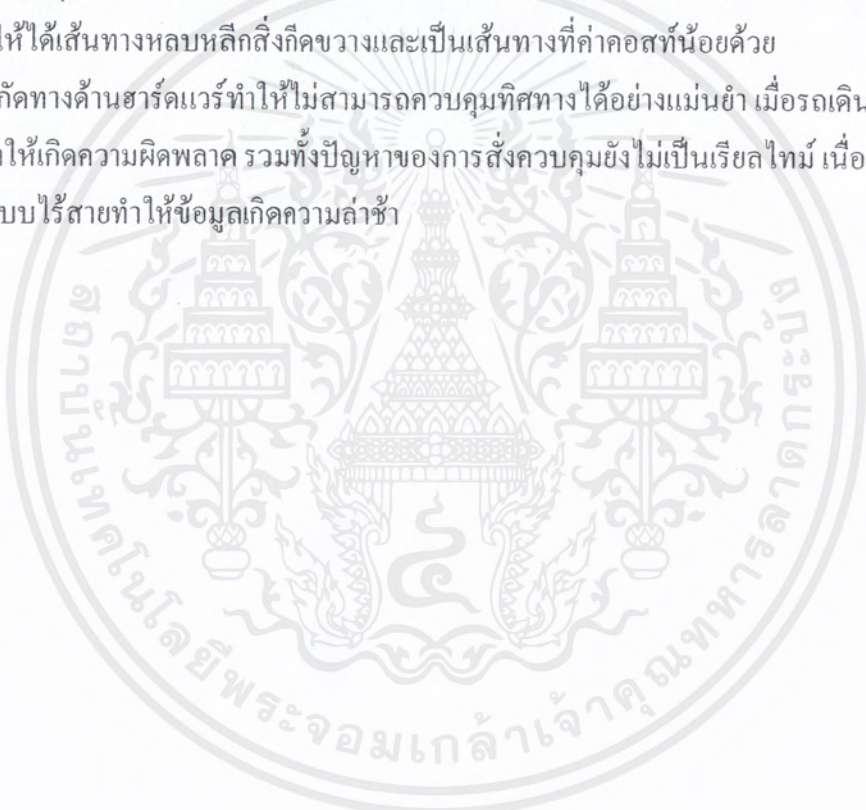 ให้ได้เส้นทางหลบหลีกสิ่งกีดขวางและเป็นเส้นทางที่ค่าคอสท์น้อยด้วย
กัดทางด้านฮาร์ดแวร์ทำให้ไม่สามารถควบคุมทิศทางได้อย่างแม่นยำ เมื่อรถเดิน
ให้เกิดความผิดพลาด รวมทั้งปัญหาของการสั่งควบคุมยังไม่เป็นเรียลไทม์ เนื่อ
บบไร้สายทำให้ข้อมูลเกิดความล่าช้า
สถาบันเทคโนโลยีพระจอมเกล้าเจ้าคุณทหารลาดกระบัง